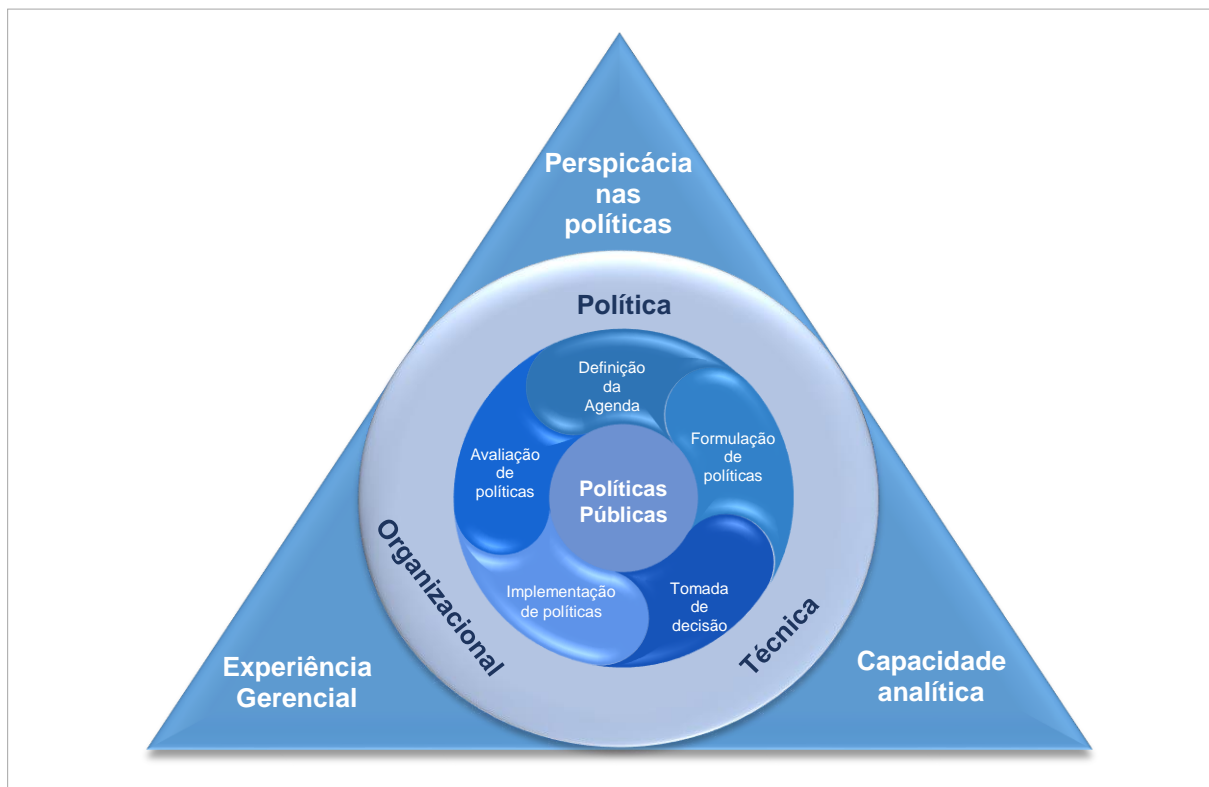 Perspicácia
nas
políticas
Política
Definição
da
Agenda
Formulação
de
políticas
Avaliação
de
políticas
Políticas
Públicas
Implementação
de políticas
Tomada
de
decisão
Organizacional
Técnica
Experiência
Gerencial
Capacidade
analítica